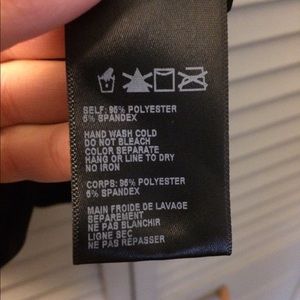 SELF: 95% POLYESTER
5% SPANDEX
HAND WASH COLD
DO NOT BLEACH
COLOR SEPARATE
HANG OR LINE TO DRY
NO IRON
CORPS: 95% POLYESTER
5% SPANDEX
MAIN FROIDE DE LAVAGE
SEPAREMENT
NE PAS BLANCHIR
LIGNE SEC
NE PAS REPASSER